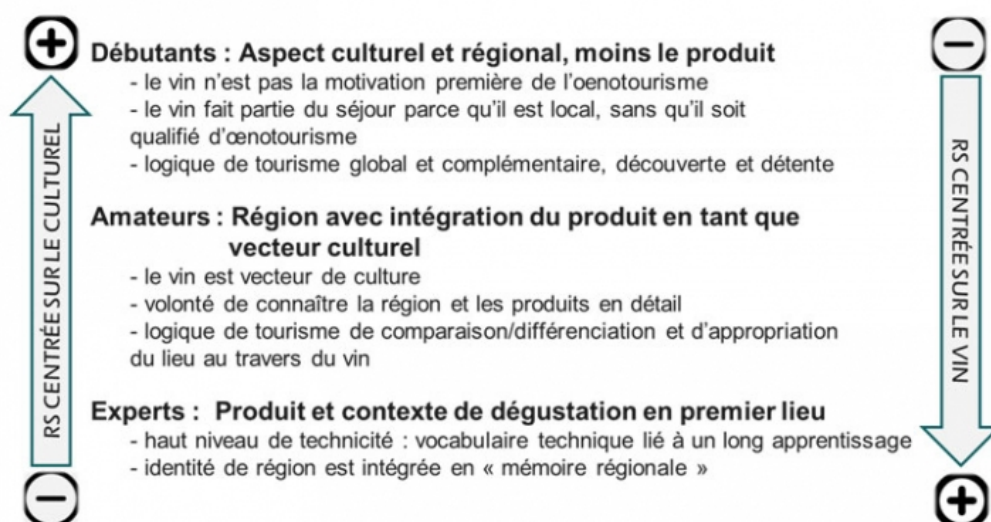 Débutants : Aspect culturel et régional, moins le produit
- le vin n’est pas la motivation première de l’oenotourisme
- le vin fait partie du séjour parce qu’il est local, sans qu’il soit
qualifié d’œnotourisme
- logique de tourisme global et complémentaire, découverte et détente
Amateurs : Région avec intégration du produit en tant que
vecteur culturel
- le vin est vecteur de culture
- volonté de connaître la région et les produits en détail
- logique de tourisme de comparaison/différenciation et d’appropriation
du lieu au travers du vin
Experts : Produit et contexte de dégustation en premier lieu
- haut niveau de technicité : vocabulaire technique lié à un long apprentissage
- identité de région est intégrée en « mémoire régionale »
RS CENTRÉE SUR LE CULTUREL
RS CENTRÉE SUR LE VIN